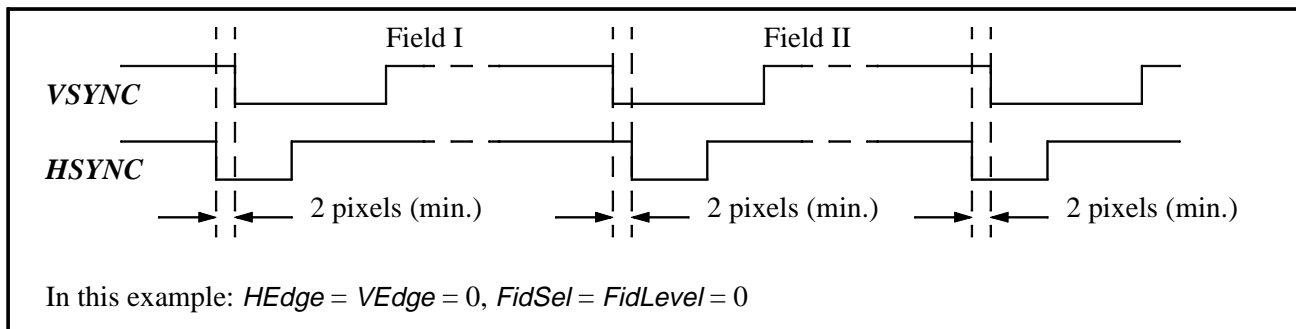 Field I
Field II
VSYNC
HSYNC
2 pixels (min.)
2 pixels (min.)
2 pixels (min.)
In this example: HEdge = VEdge = 0, FidSel = FidLevel = 0